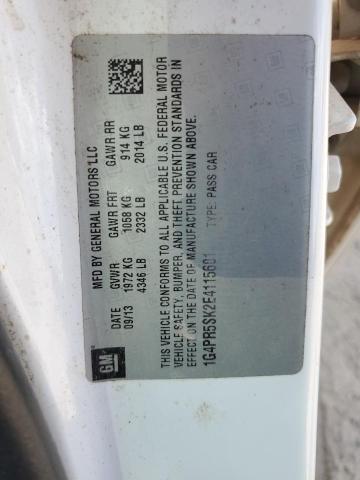 MFD BY GENERAL MOTORS LLC
DATE GVWR GAWR FRT GAWR RR
09/13 1972 KG 1058 KG 914 KG
4346 LB 2332 LB 2014 LB
THIS VEHICLE CONFORMS TO ALL APPLICABLE U.S. FEDERAL MOTOR
VEHICLE SAFETY, BUMPER, AND THEFT PREVENTION STANDARDS IN
EFFECT ON THE DATE OF MANUFACTURE SHOWN ABOVE.
1G4PR5SK2E4115601 TYPE: PASS CAR
GM